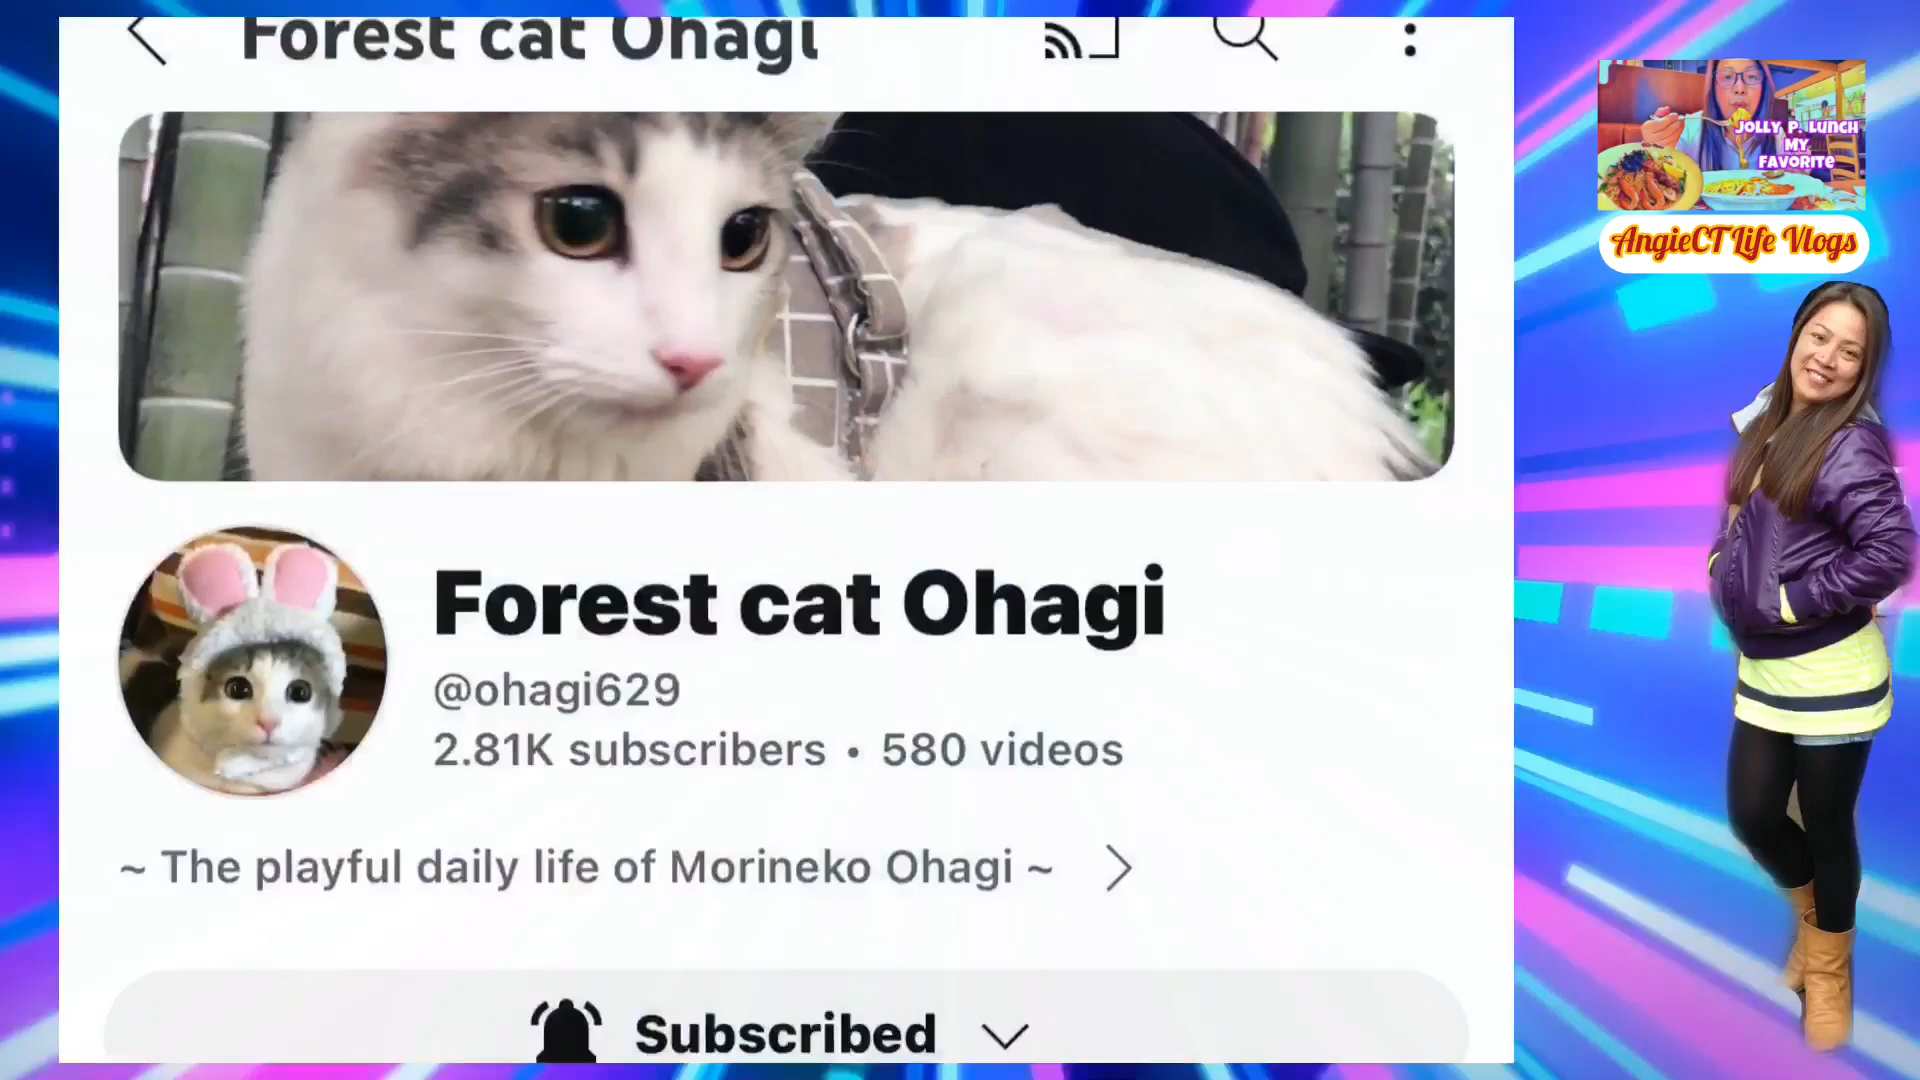 Forest cat Ohagi
Forest cat Ohagi
@ohagi629
2.81K subscribers • 580 videos
~ The playful daily life of Morineko Ohagi ~
Subscribed
JOLLY P. LUNCH
MY
FAVORITE
AngieCT Life Vlogs